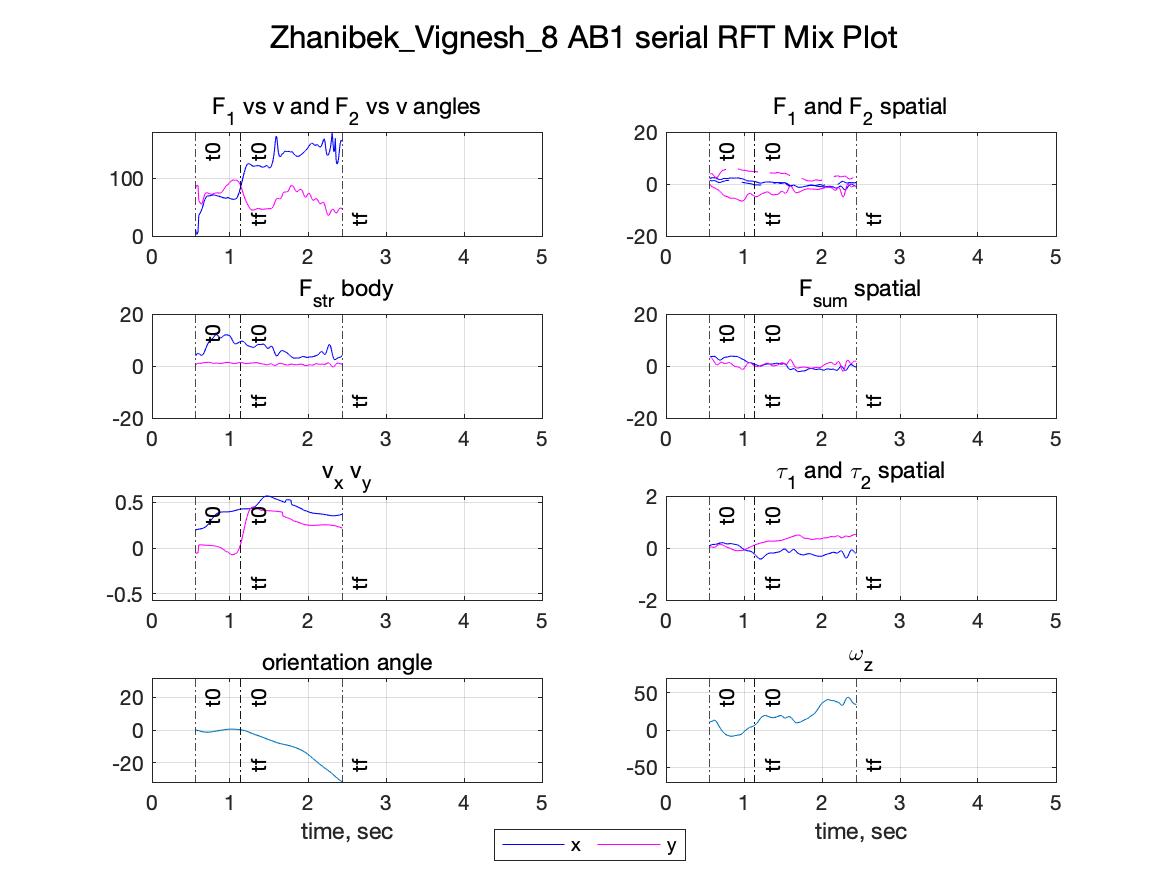 Zhanibek_Vignesh_8 AB1 serial RFT Mix Plot
F1 vs v and F2 vs v angles
100
0
t0
t0
tf
tf
0 1 2 3 4 5
F1 and F2 spatial
20
0
-20
t0
t0
tf
tf
0 1 2 3 4 5
Fstr body
20
0
-20
t0
t0
tf
tf
0 1 2 3 4 5
Fsum spatial
20
0
-20
t0
t0
tf
tf
0 1 2 3 4 5
vx vy
0.5
0
-0.5
t0
t0
tf
tf
0 1 2 3 4 5
τ1 and τ2 spatial
2
0
-2
t0
t0
tf
tf
0 1 2 3 4 5
orientation angle
20
0
-20
t0
t0
tf
tf
0 1 2 3 4 5
time, sec
ωz
50
0
-50
t0
t0
tf
tf
0 1 2 3 4 5
time, sec
x y